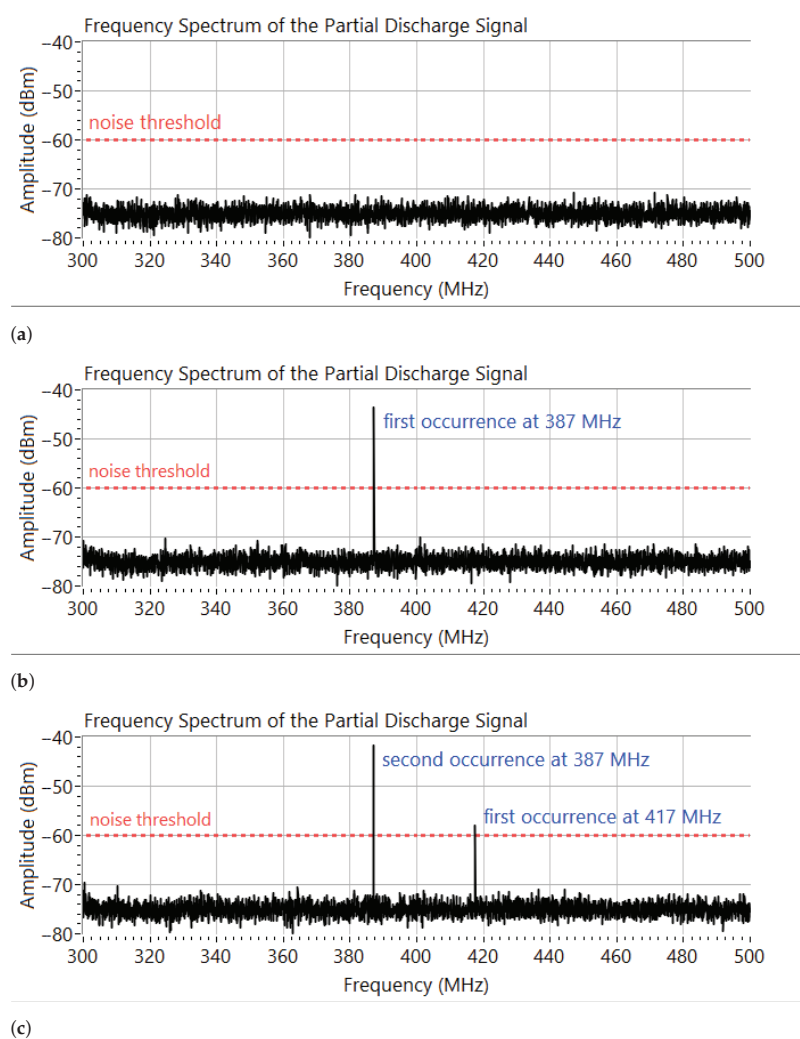 Frequency Spectrum of the Partial Discharge Signal
−40
−50
noise threshold
−60
−70
−80
Amplitude (dBm)
300 320 340 360 380 400 420 440 460 480 500
Frequency (MHz)
(a)
Frequency Spectrum of the Partial Discharge Signal
−40
first occurrence at 387 MHz
−50
noise threshold
−60
−70
−80
Amplitude (dBm)
300 320 340 360 380 400 420 440 460 480 500
Frequency (MHz)
(b)
Frequency Spectrum of the Partial Discharge Signal
−40
second occurrence at 387 MHz
−50
noise threshold
first occurrence at 417 MHz
−60
−70
−80
Amplitude (dBm)
300 320 340 360 380 400 420 440 460 480 500
Frequency (MHz)
(c)